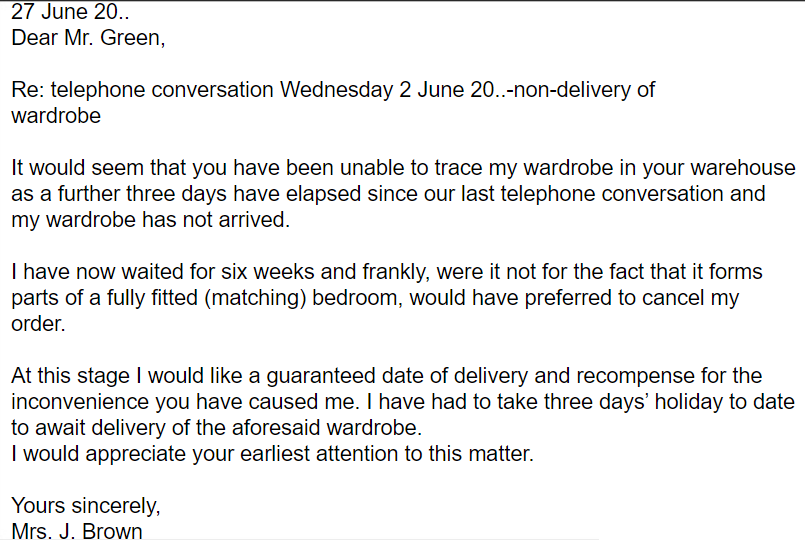 27 June 20..
Dear Mr. Green,
Re: telephone conversation Wednesday 2 June 20..-non-delivery of
wardrobe
It would seem that you have been unable to trace my wardrobe in your warehouse
as a further three days have elapsed since our last telephone conversation and
my wardrobe has not arrived.
I have now waited for six weeks and frankly, were it not for the fact that it forms
parts of a fully fitted (matching) bedroom, would have preferred to cancel my
order.
At this stage I would like a guaranteed date of delivery and recompense for the
inconvenience you have caused me. I have had to take three days’ holiday to date
to await delivery of the aforesaid wardrobe.
I would appreciate your earliest attention to this matter.
Yours sincerely,
Mrs. J. Brown